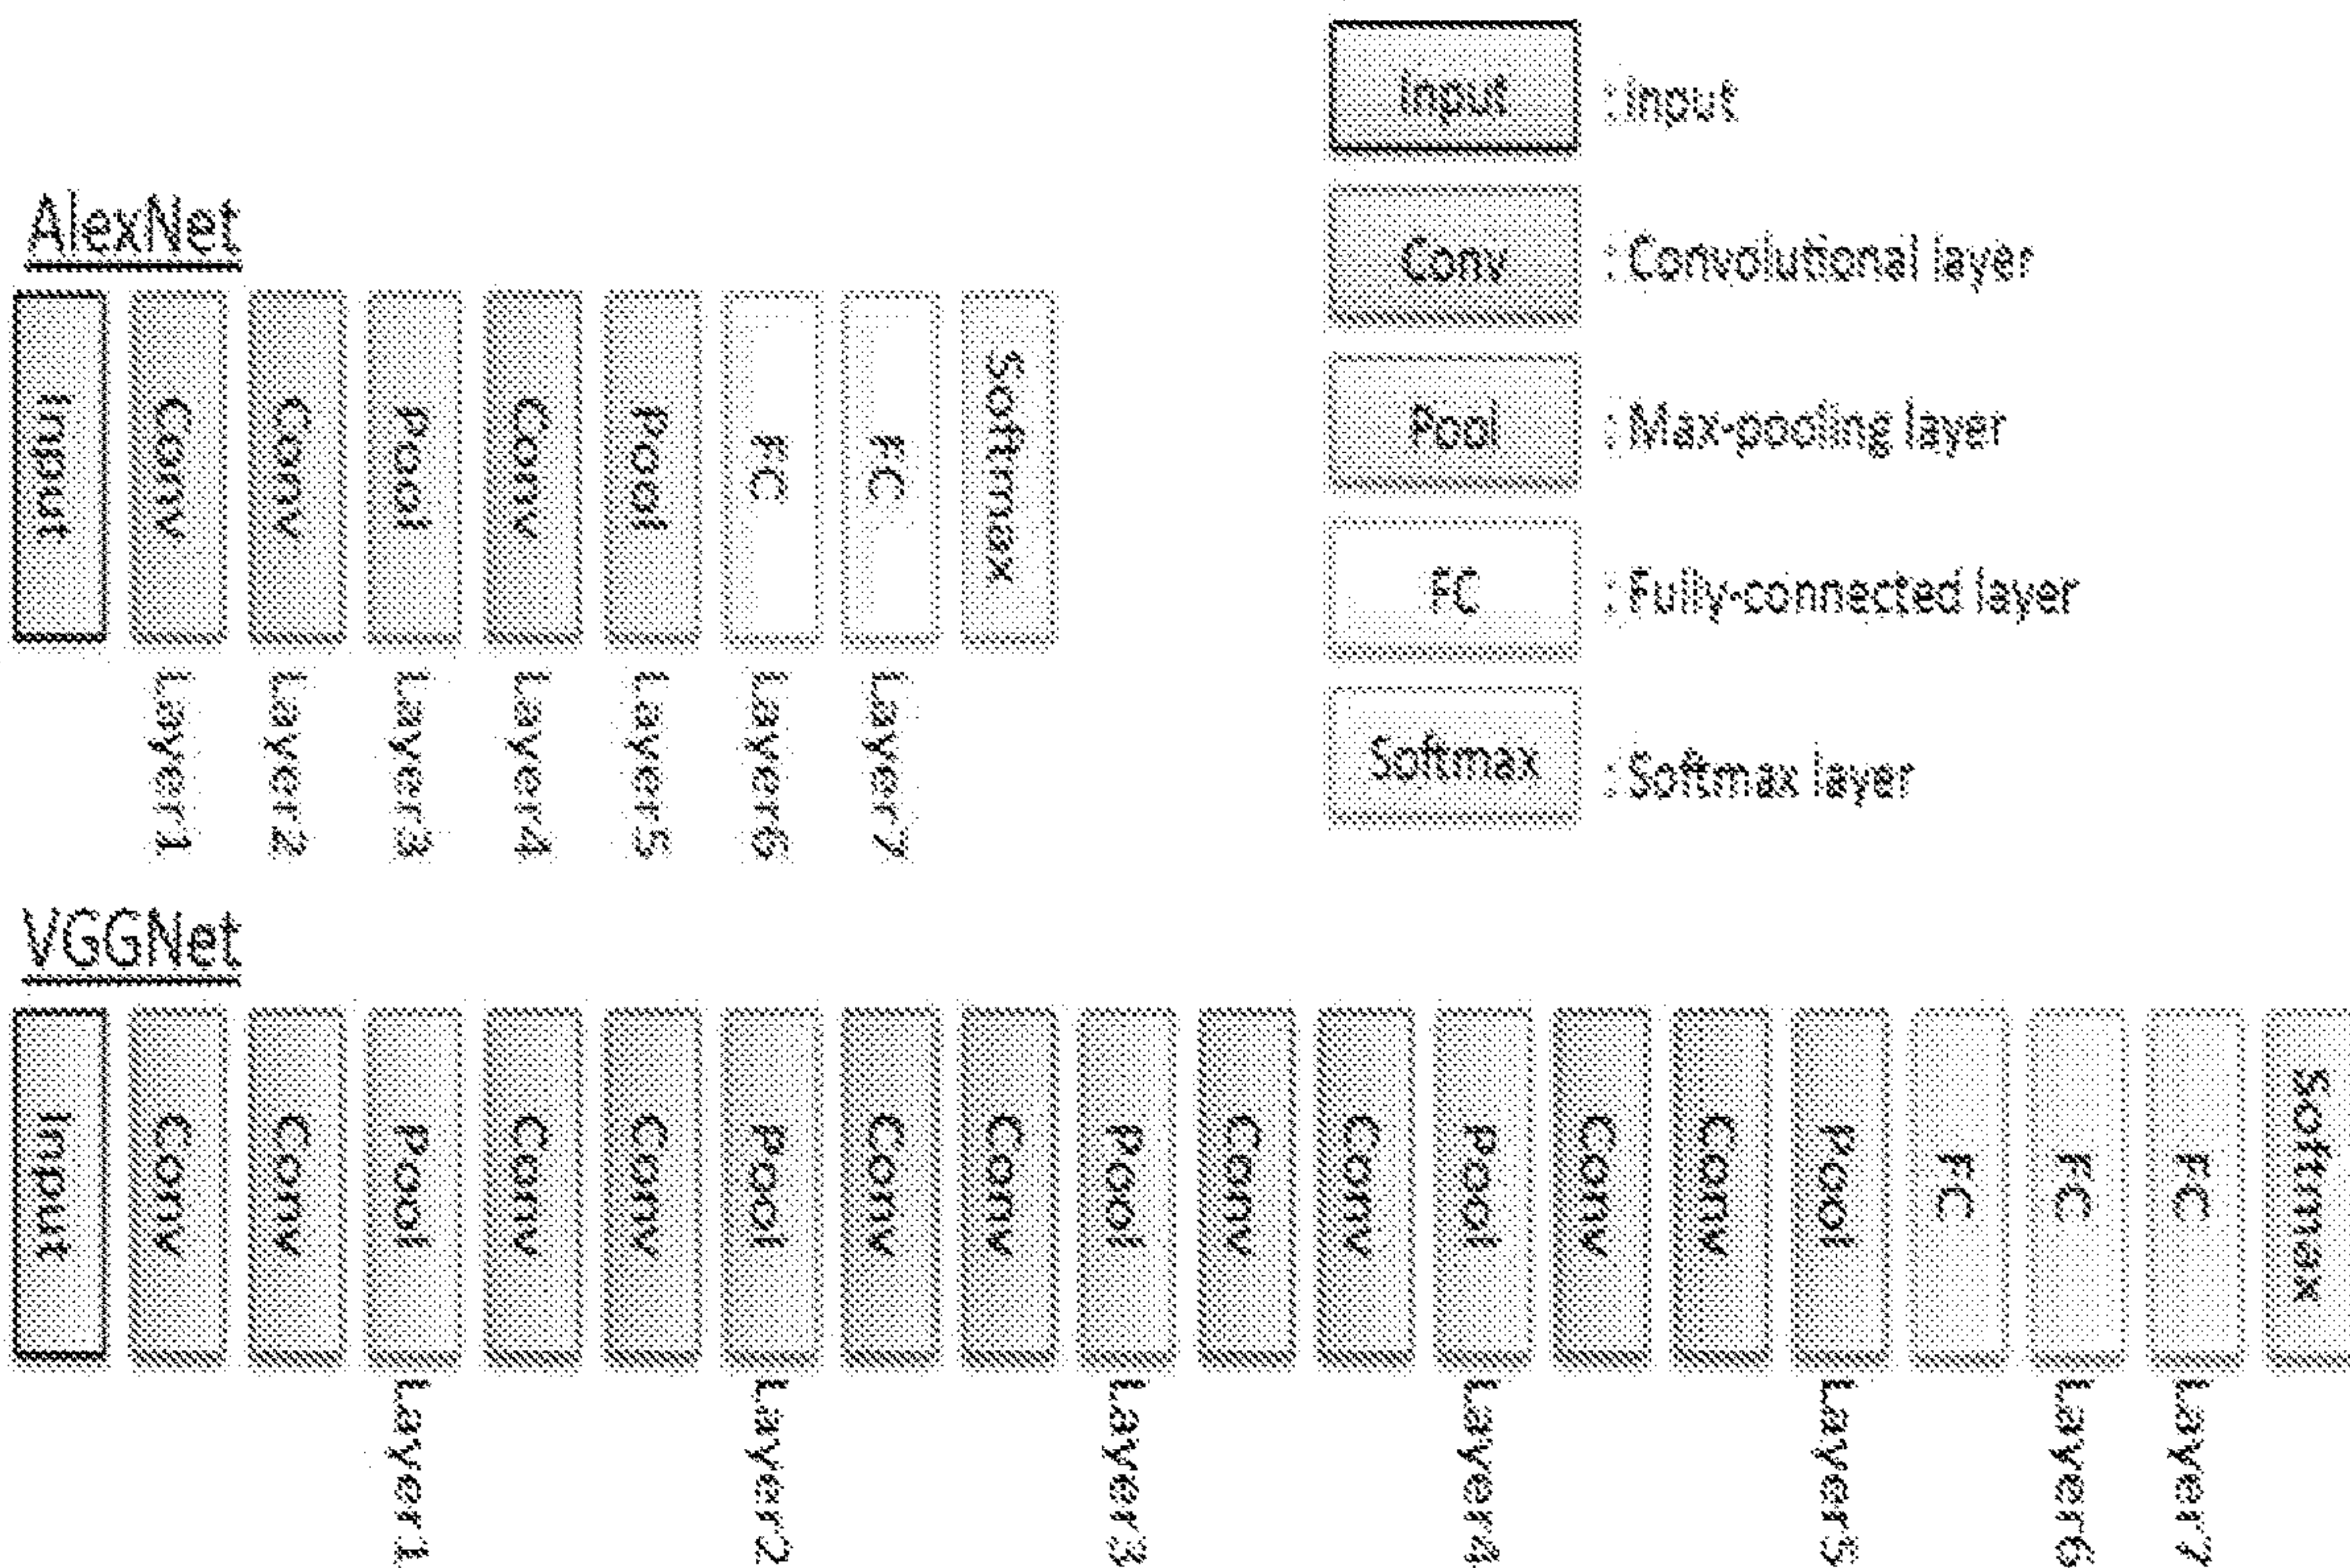 Input : Input
Conv : Convolutional layer
Pool : Max-pooling layer
FC : Fully-connected layer
Softmax : Softmax layer
AlexNet
Input Conv Conv Pool Conv Pool FC FC Softmax
Layer1 Layer2 Layer3 Layer4 Layer5 Layer6 Layer7
VGGNet
Input Conv Conv Pool Conv Conv Pool Conv Conv Pool Conv Conv Pool Conv Conv Pool FC FC FC Softmax
Layer1 Layer2 Layer3 Layer4 Layer5 Layer6 Layer7